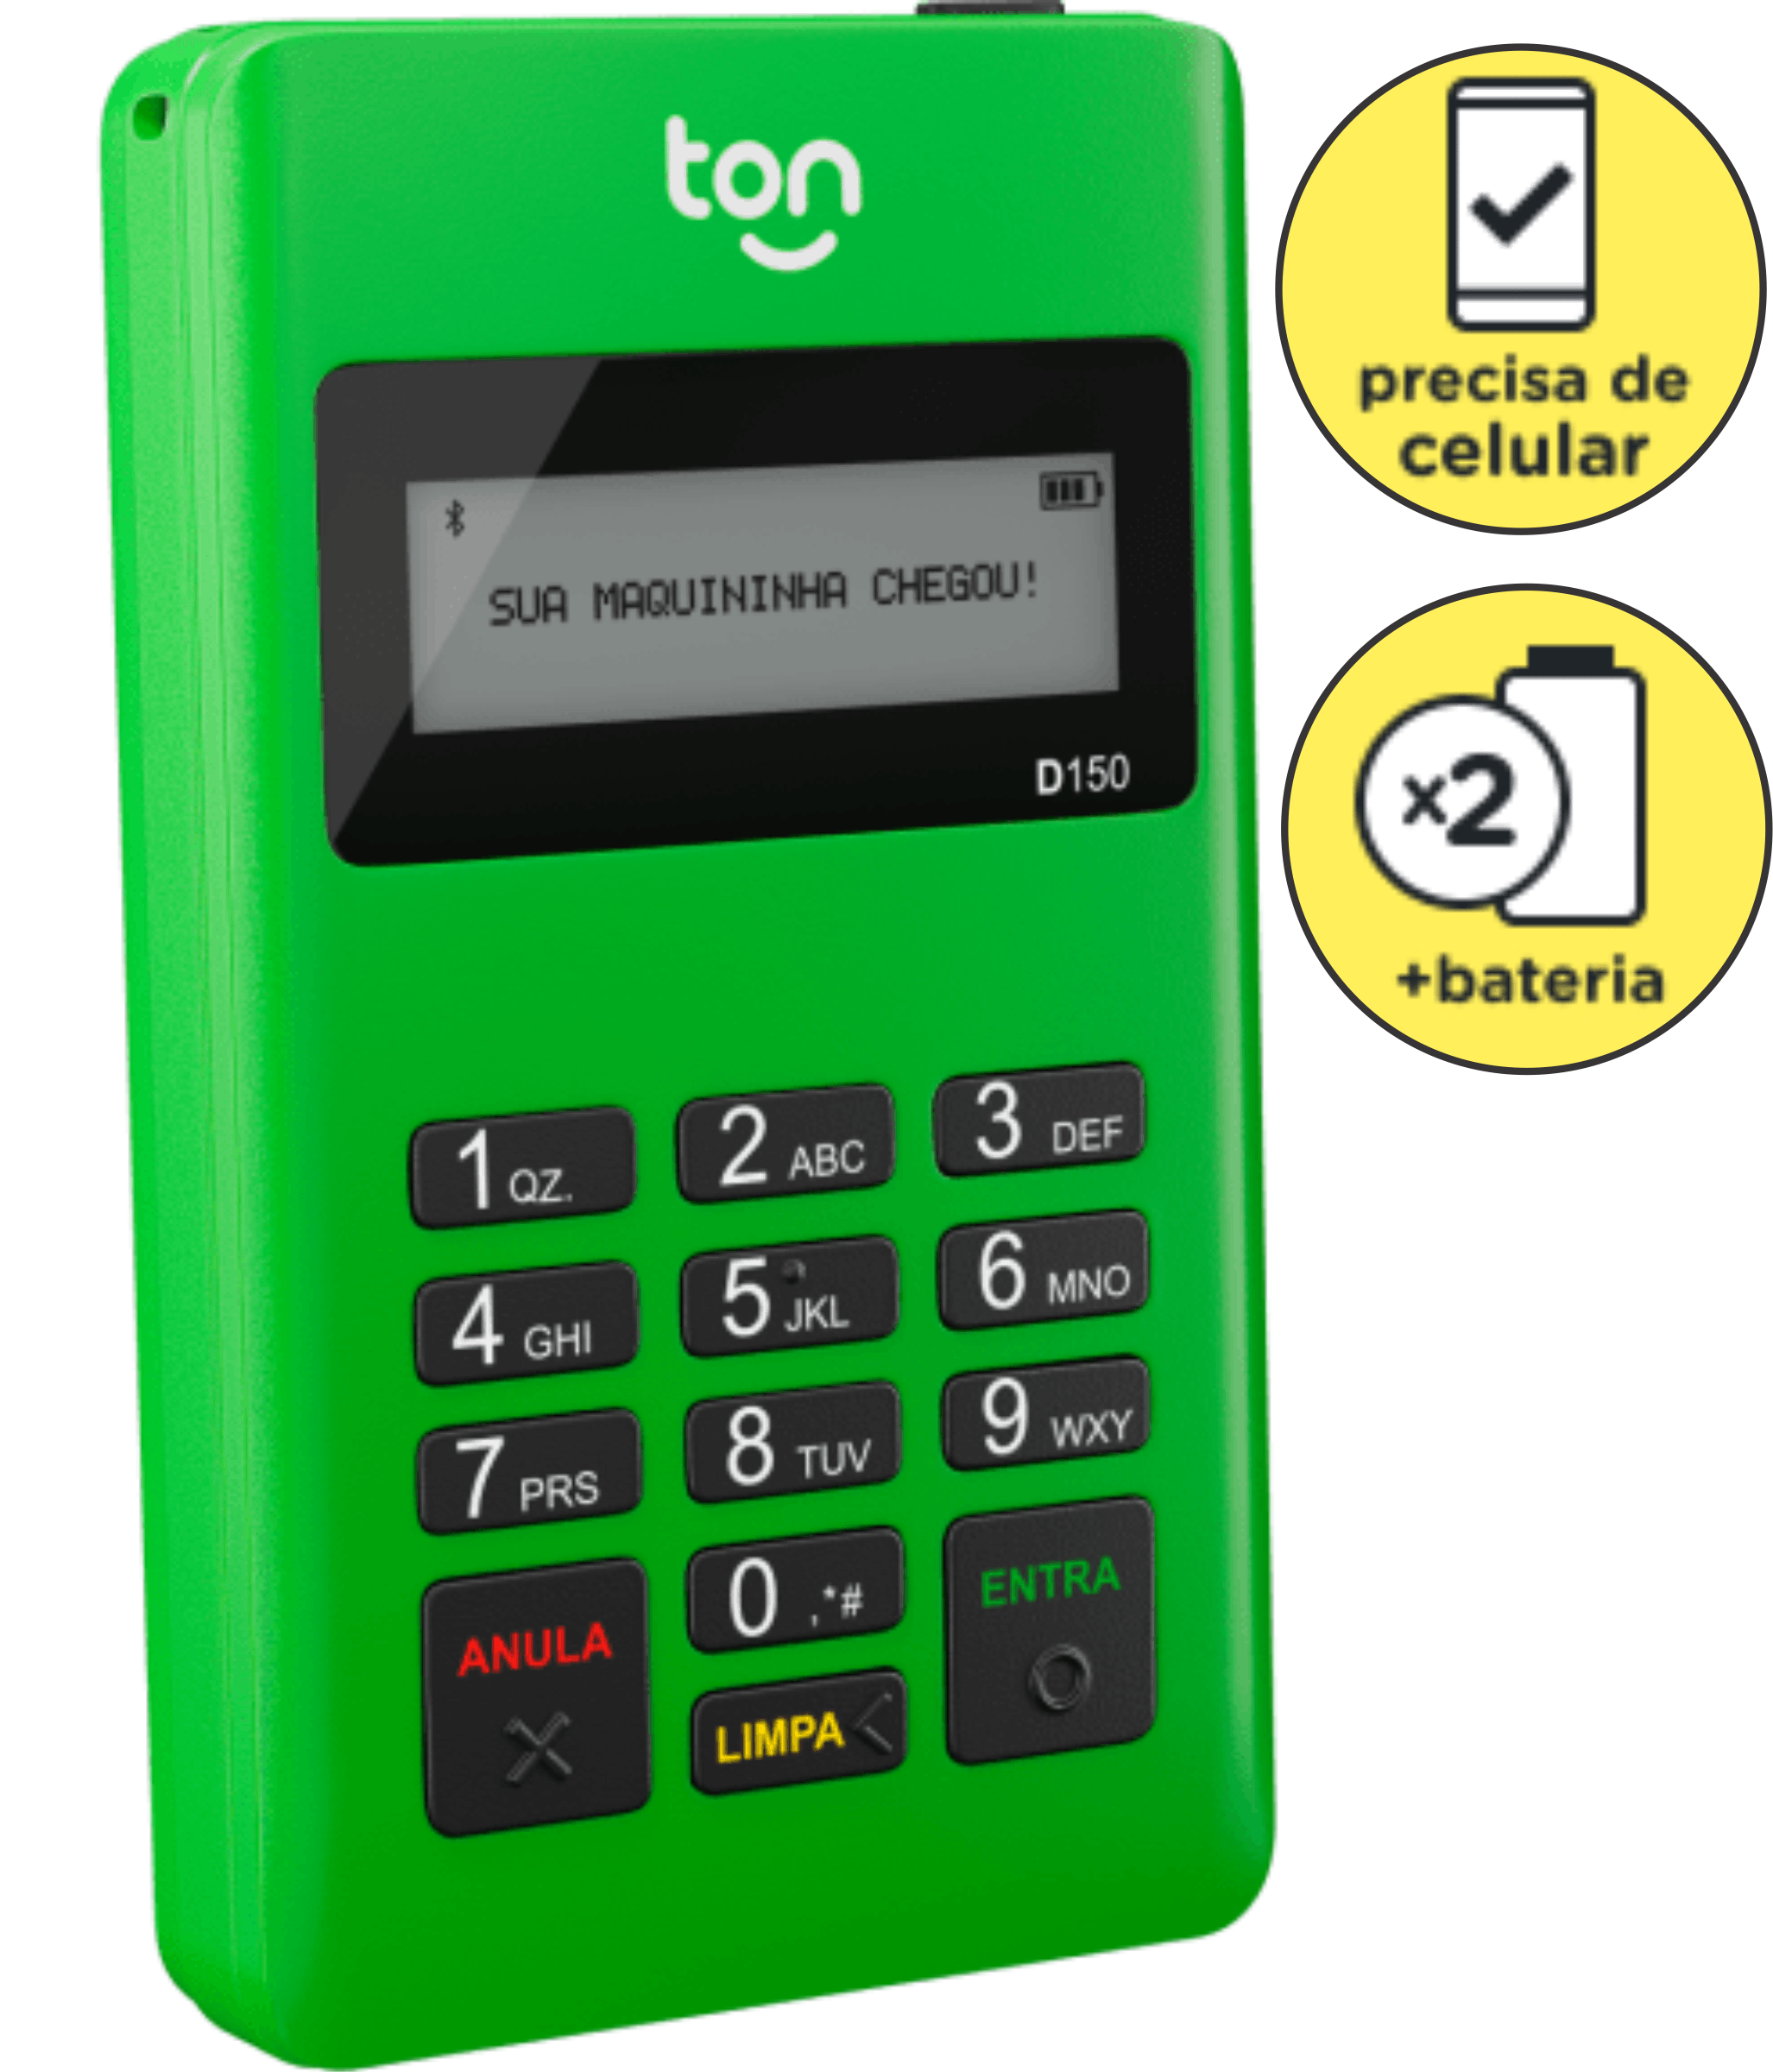 ton
precisa de
celular
SUA MAQUININHA CHEGOU!
D150
x2
+bateria
1 QZ.
2 ABC
3 DEF
4 GHI
5 JKL
6 MNO
7 PRS
8 TUV
9 WXY
ANULA
0 ,*#
ENTRA
LIMPA